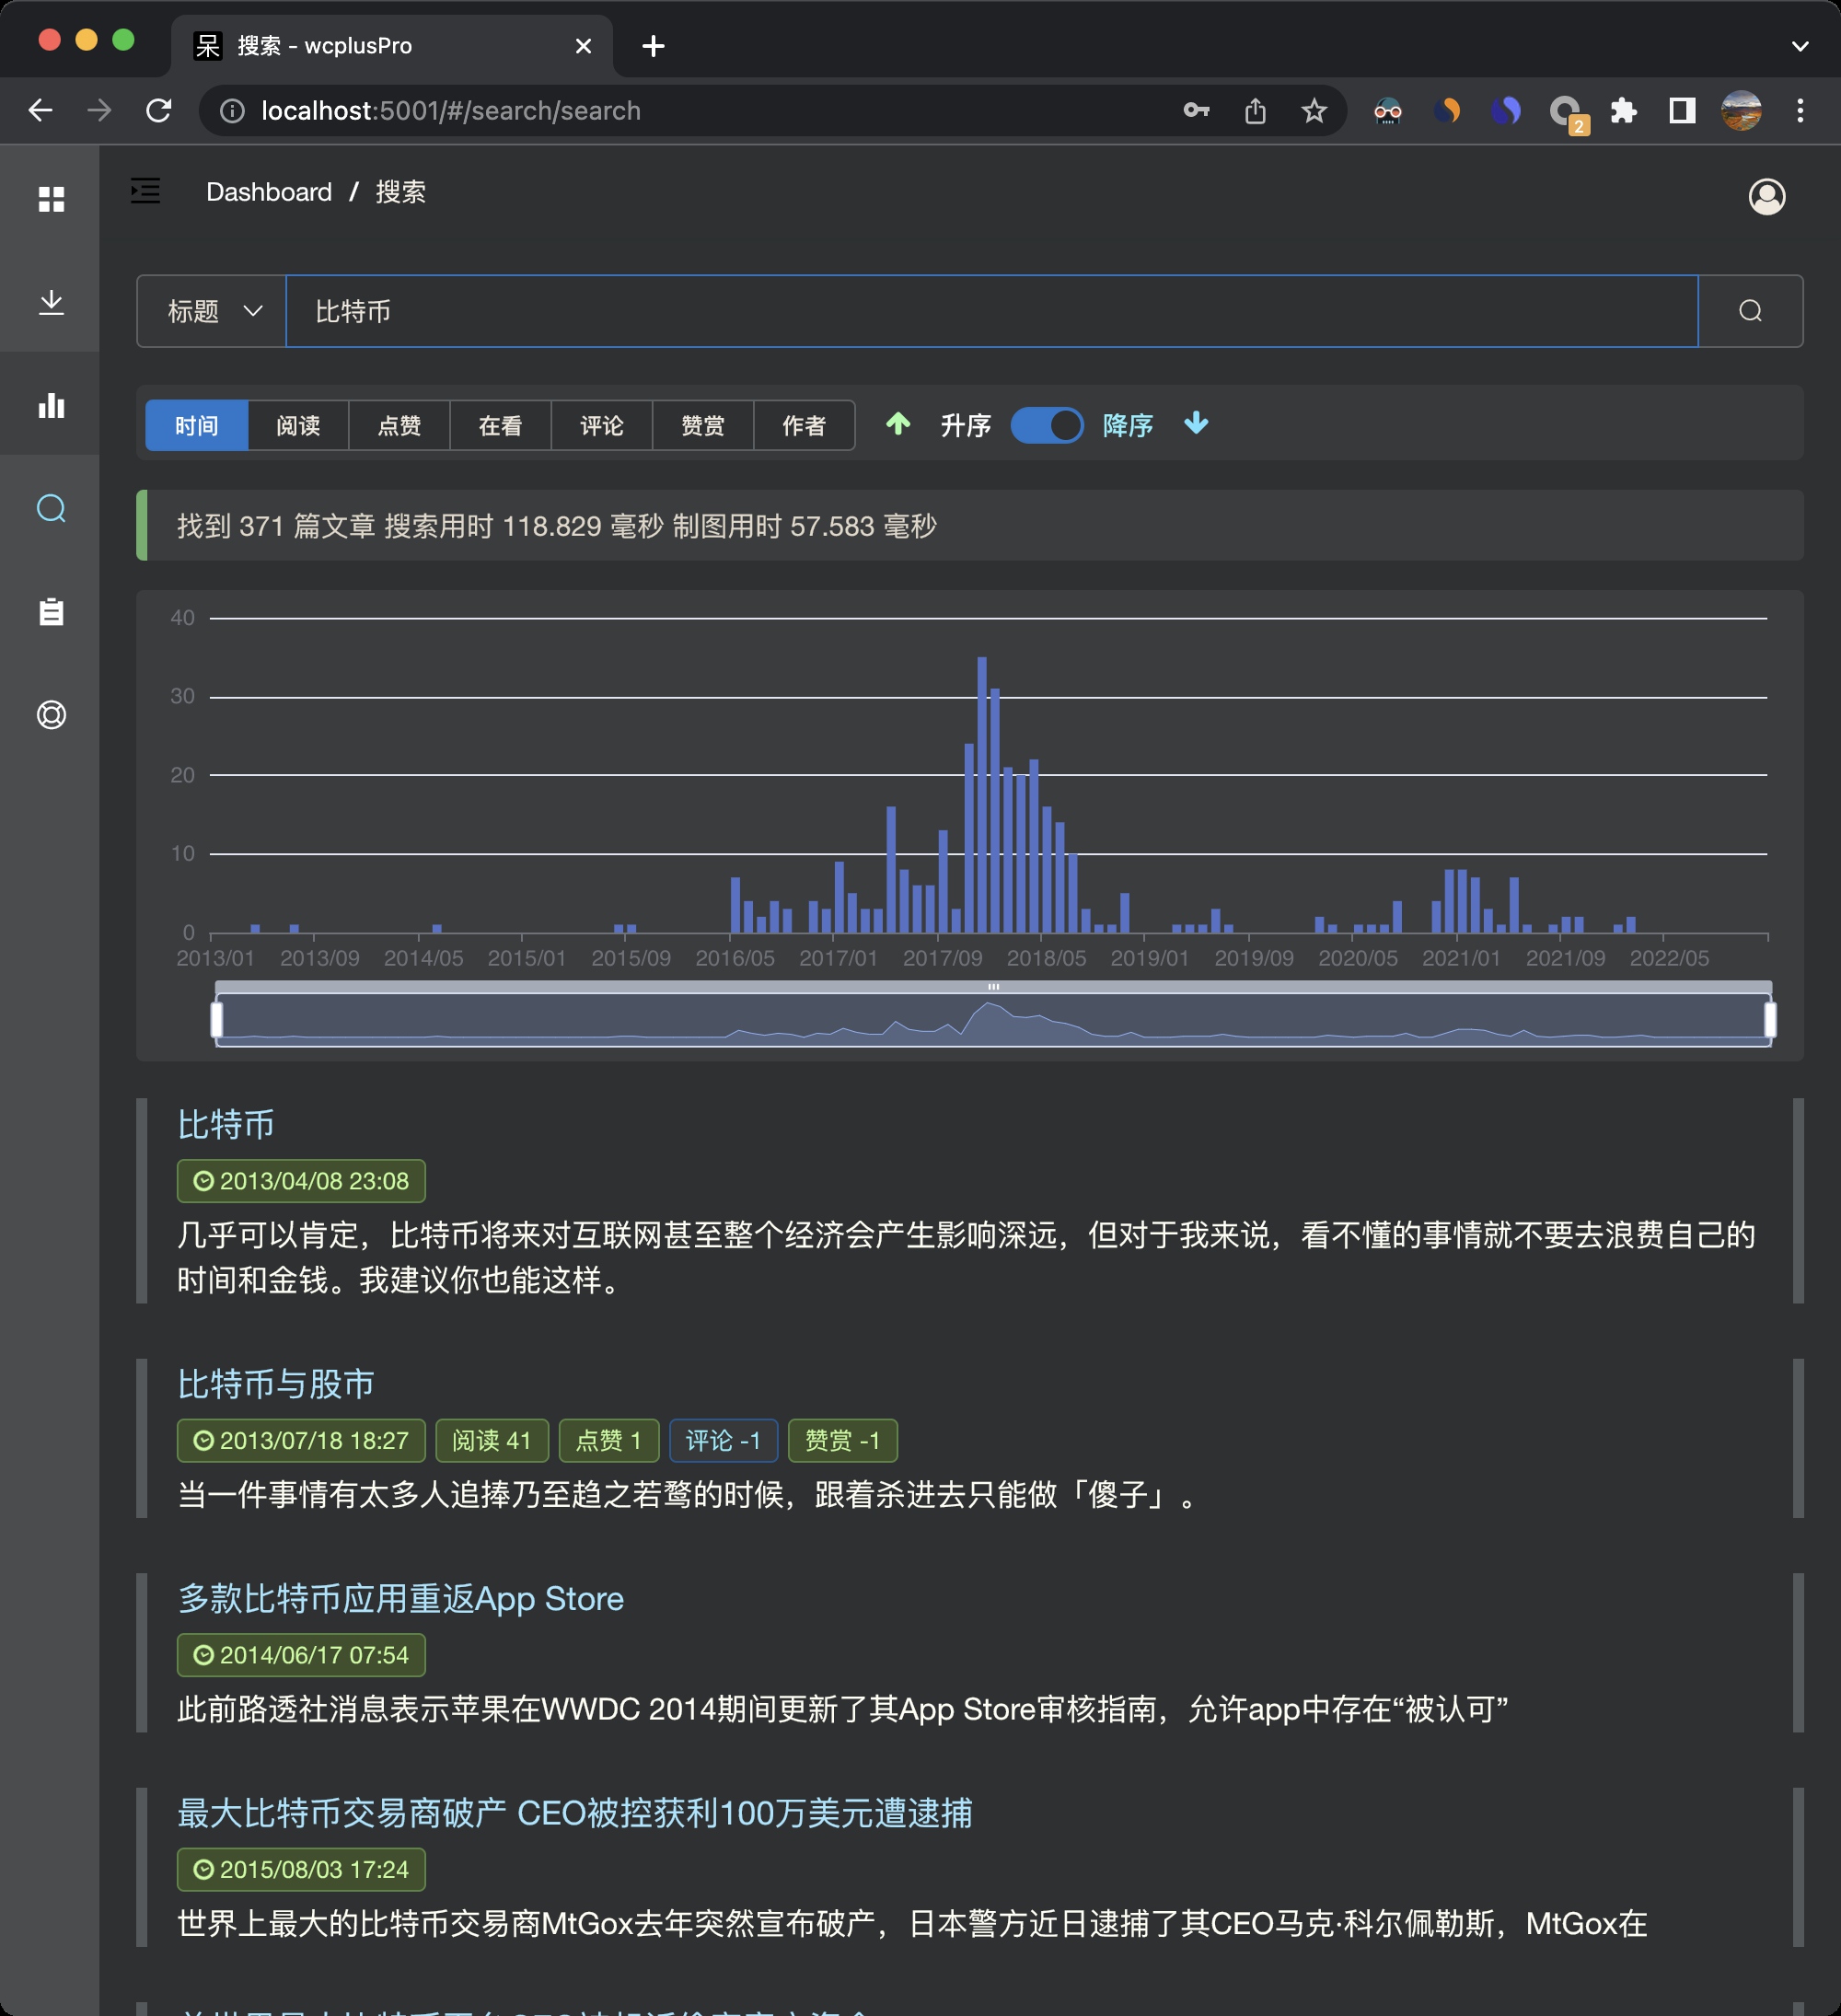 呆 搜索 - wcplusPro
localhost:5001/#/search/search
2
Dashboard / 搜索
标题 比特币
时间 阅读 点赞 在看 评论 赞赏 作者 升序 降序
找到 371 篇文章 搜索用时 118.829 毫秒 制图用时 57.583 毫秒
40
30
20
10
0
2013/01 2013/09 2014/05 2015/01 2015/09 2016/05 2017/01 2017/09 2018/05 2019/01 2019/09 2020/05 2021/01 2021/09 2022/05
比特币
2013/04/08 23:08
几乎可以肯定，比特币将来对互联网甚至整个经济会产生影响深远，但对于我来说，看不懂的事情就不要去浪费自己的
时间和金钱。我建议你也能这样。
比特币与股市
2013/07/18 18:27 阅读 41 点赞 1 评论 -1 赞赏 -1
当一件事情有太多人追捧乃至趋之若鹜的时候，跟着杀进去只能做「傻子」。
多款比特币应用重返App Store
2014/06/17 07:54
此前路透社消息表示苹果在WWDC 2014期间更新了其App Store审核指南，允许app中存在“被认可”
最大比特币交易商破产 CEO被控获利100万美元遭逮捕
2015/08/03 17:24
世界上最大的比特币交易商MtGox去年突然宣布破产，日本警方近日逮捕了其CEO马克·科尔佩勒斯，MtGox在